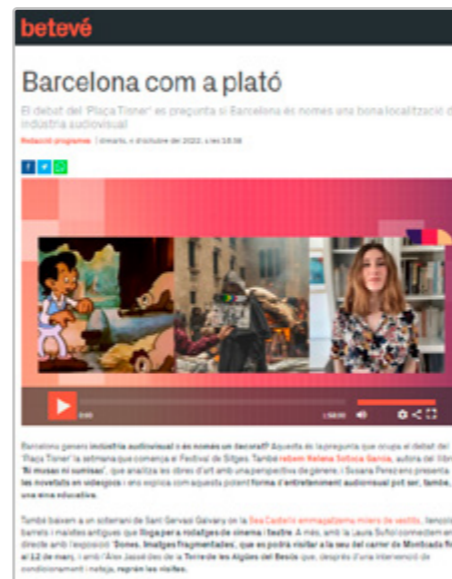 betevé
Barcelona com a plató
El debat del 'Plaça Tísner' es pregunta si Barcelona és només una bona localització
indústria audiovisual
Redacció programes | dimarts, 4 d'octubre del 2022, a les 18:38
0:00
Barcelona genera indústria audiovisual o és només un decorat? Aquesta és la pregunta que ocupa el debat del
'Plaça Tísner' la setmana que comença el Festival de Sitges. També rebem Helena Sotoca García, autora del llibre
'Ni musas ni sumisas', que analitza les obres d'art amb una perspectiva de gènere, i Susana Pérez ens presenta
les novetats en videojocs i ens explica com aquesta potent forma d'entreteniment audiovisual pot ser, també,
una eina educativa.
També baixem a un soterrani de Sant Gervasi Galvany on la emmagatzema milers de vestits,
barrets i maletes antigues que lloga per a rodatges de cinema i teatre. A més, amb la Laura Suñol connectem en
directe amb l'exposició 'Dones. Imatges fragmentades', que es podrà visitar a la seu del carrer de Montcada
al 12 de març, i amb l'Àlex Jassé des de la Torre de les Aigües del Besòs que, després d'una intervenció de
condicionament i neteja, reprèn les visites.